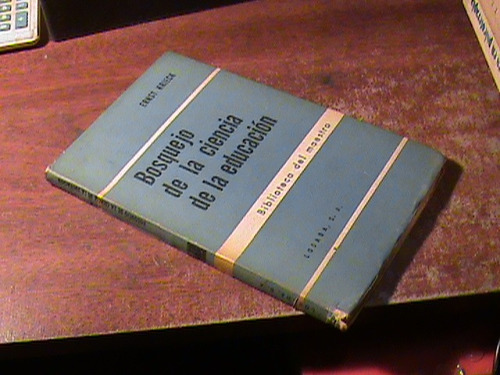 ERNST KRIECK
Bosquejo
de la ciencia
de la educación
Biblioteca del maestro
LOSADA, S. A.